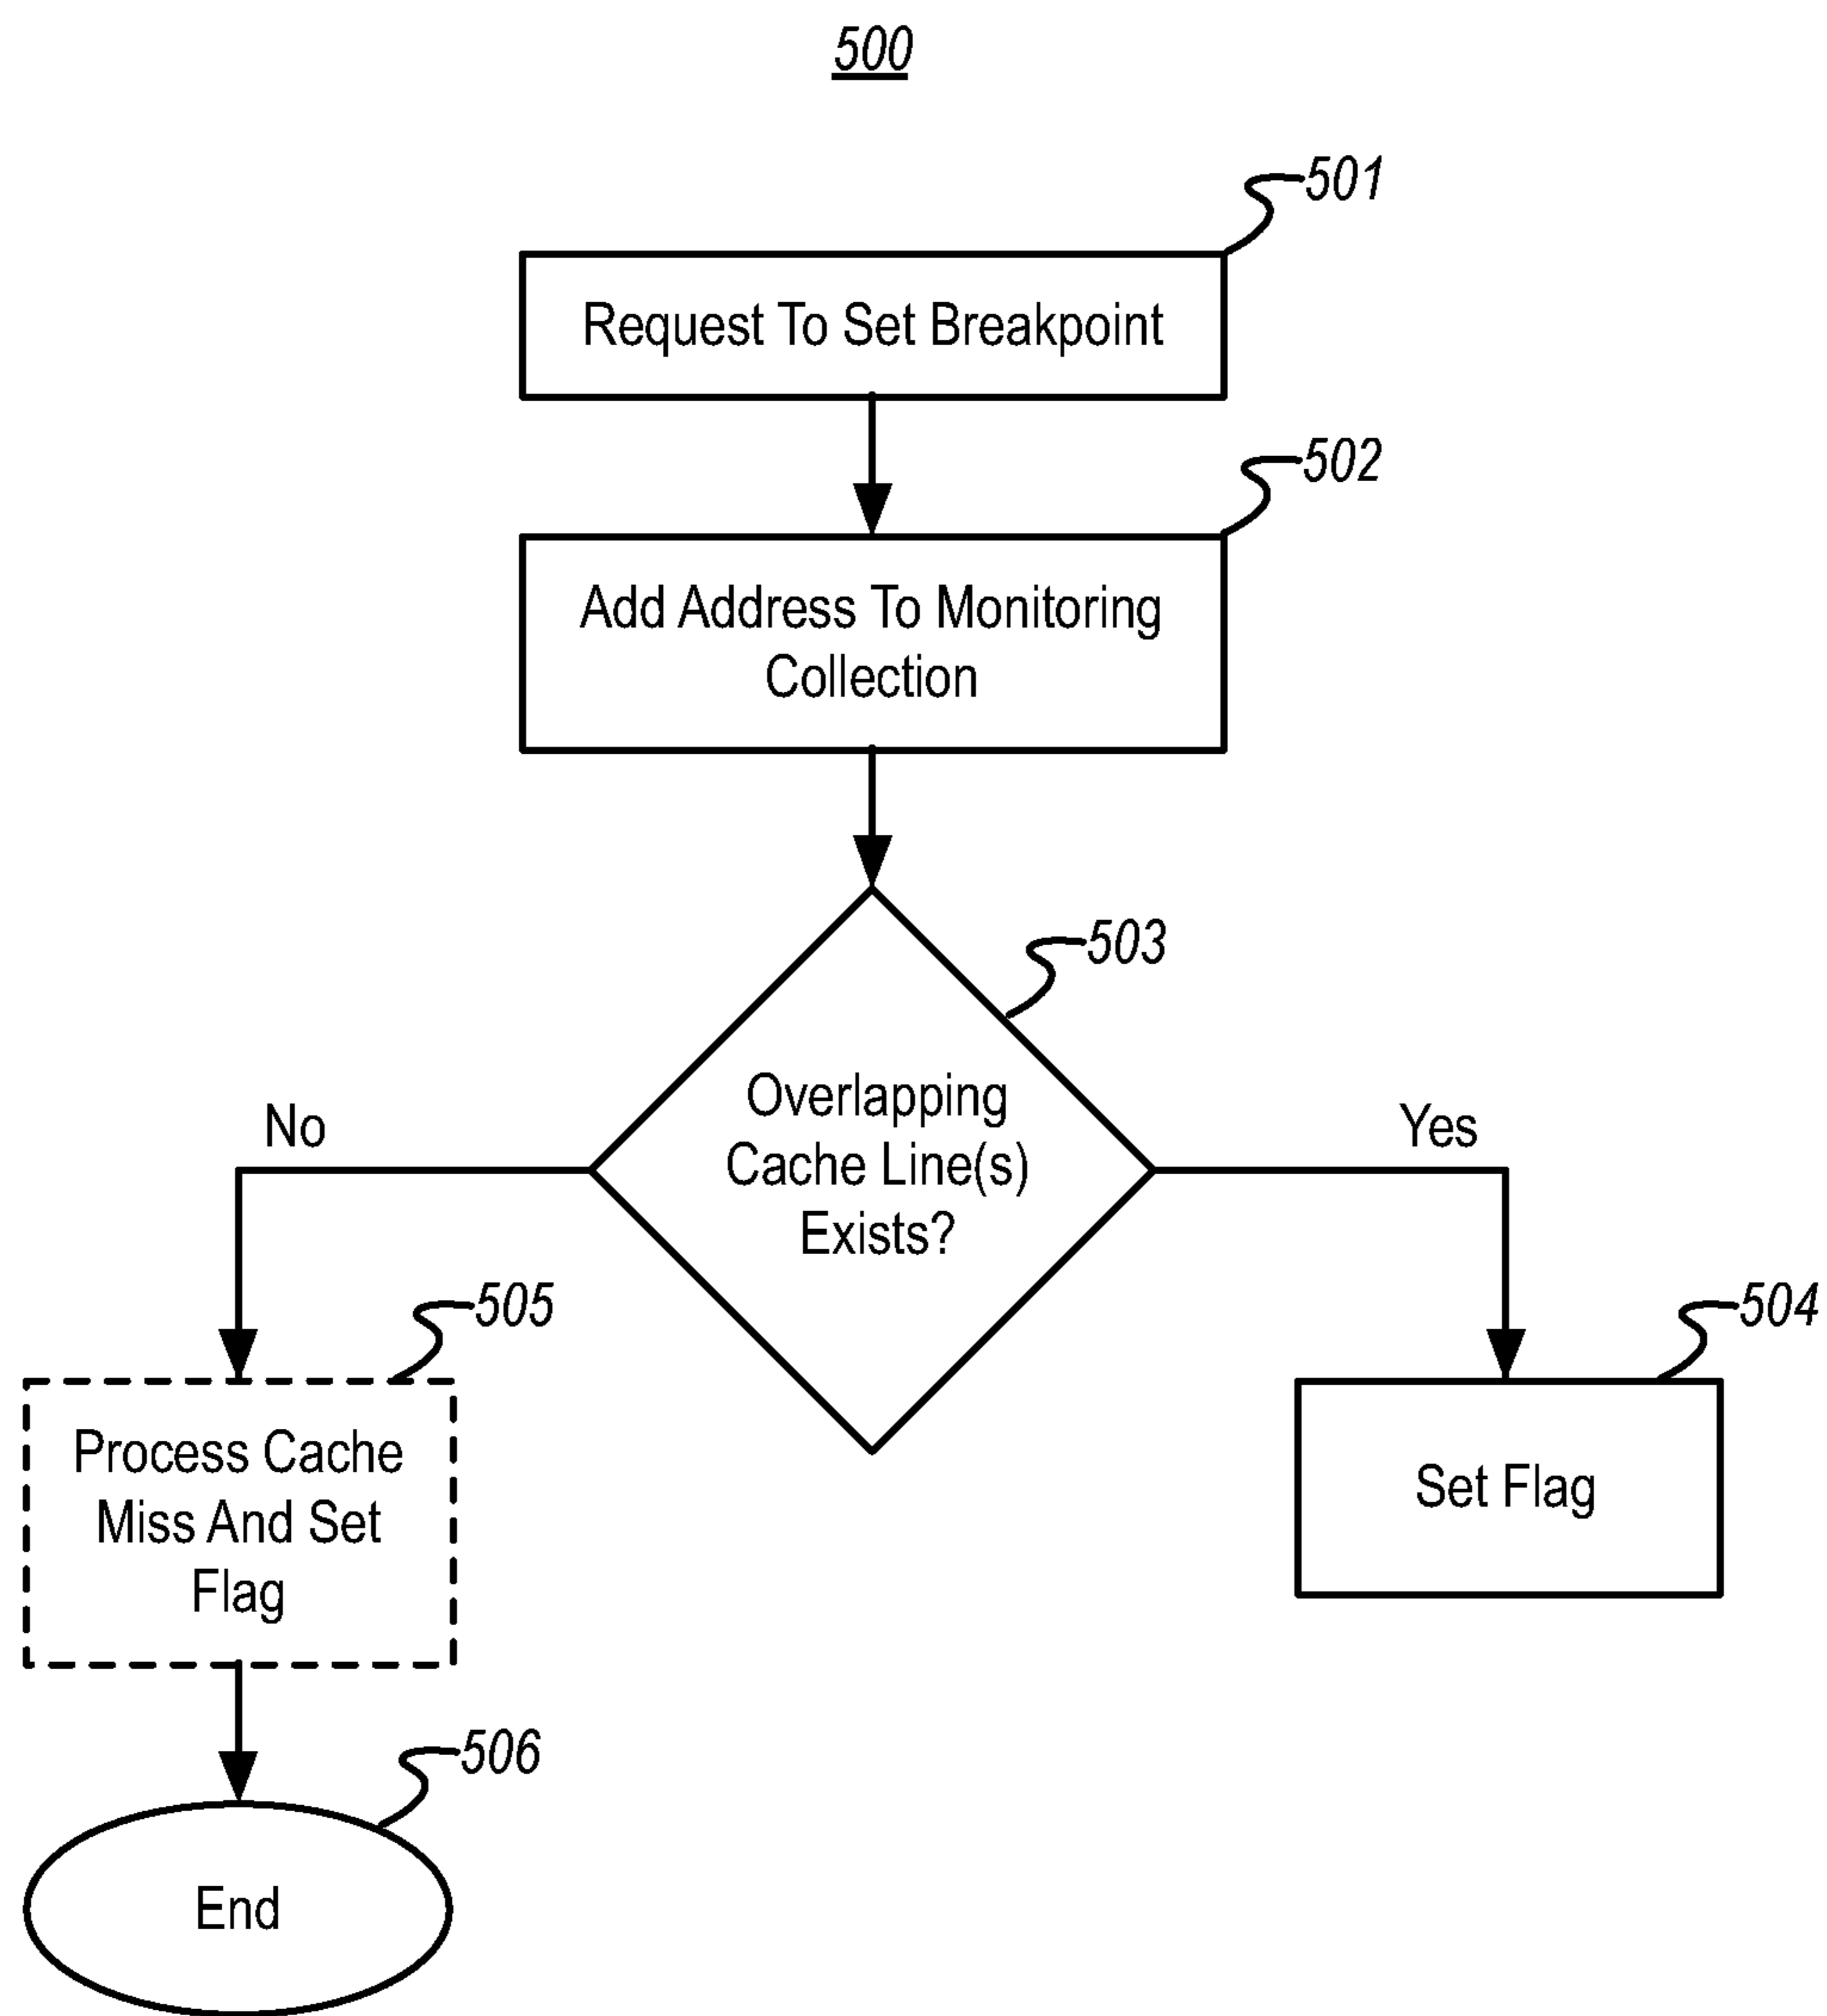 500
501
Request To Set Breakpoint
502
Add Address To Monitoring
Collection
503
Overlapping
Cache Line(s)
Exists?
No
Yes
505
504
Process Cache
Miss And Set
Flag
Set Flag
506
End